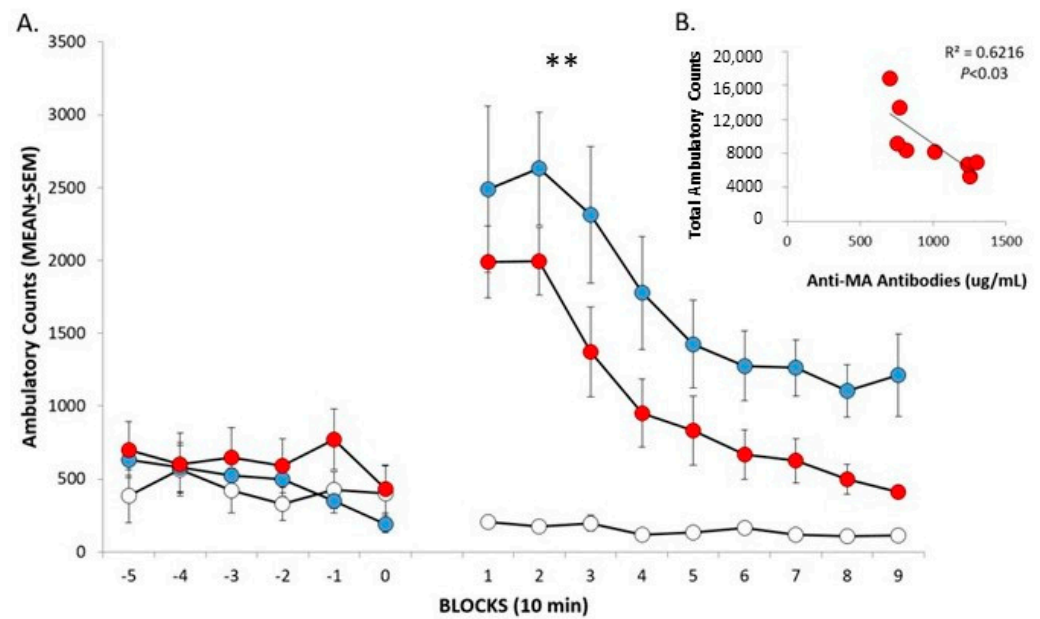 A.
3500
3000
2500
2000
1500
1000
500
0
Ambulatory Counts (MEAN±SEM)
**
-5 -4 -3 -2 -1 0 1 2 3 4 5 6 7 8 9
BLOCKS (10 min)
B.
R² = 0.6216
P<0.03
20,000
16,000
12,000
8000
4000
0
Total Ambulatory Counts
0 500 1000 1500
Anti-MA Antibodies (ug/mL)